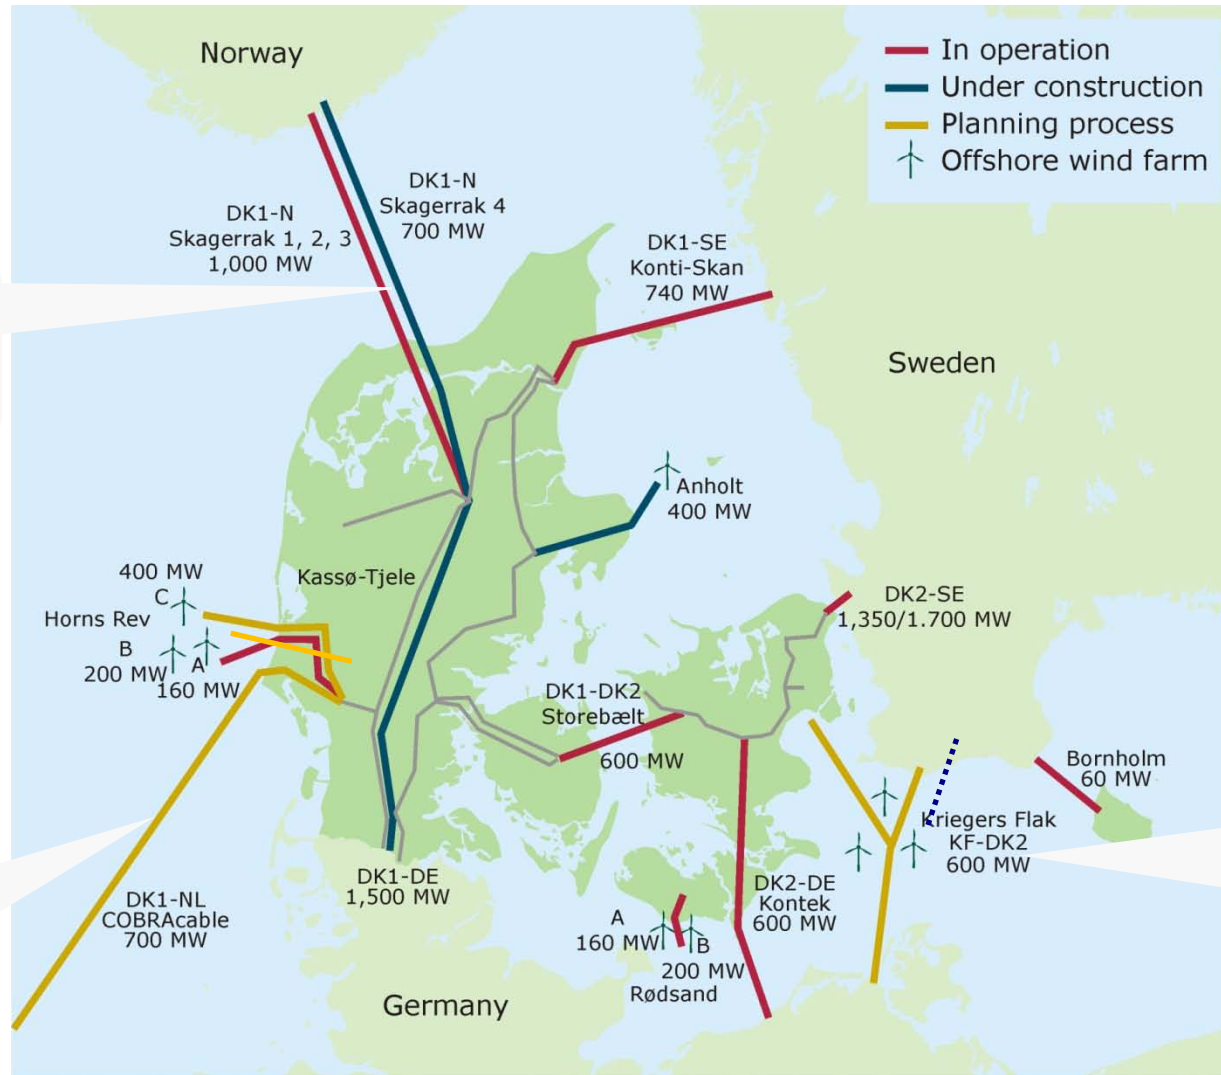 Norway
In operation
Under construction
Planning process
Offshore wind farm
DK1-N
Skagerrak 4
700 MW
DK1-N
Skagerrak 1, 2, 3
1,000 MW
DK1-SE
Konti-Skan
740 MW
Sweden
Anholt
400 MW
Kassø-Tjele
400 MW
C
Horns Rev
B
200 MW
A
160 MW
DK2-SE
1,350/1.700 MW
DK1-DK2
Storebælt
600 MW
Bornholm
60 MW
Kriegers Flak
KF-DK2
600 MW
DK1-DE
1,500 MW
DK1-NL
COBRAcable
700 MW
DK2-DE
Kontek
600 MW
A
160 MW
B
200 MW
Rødsand
Germany